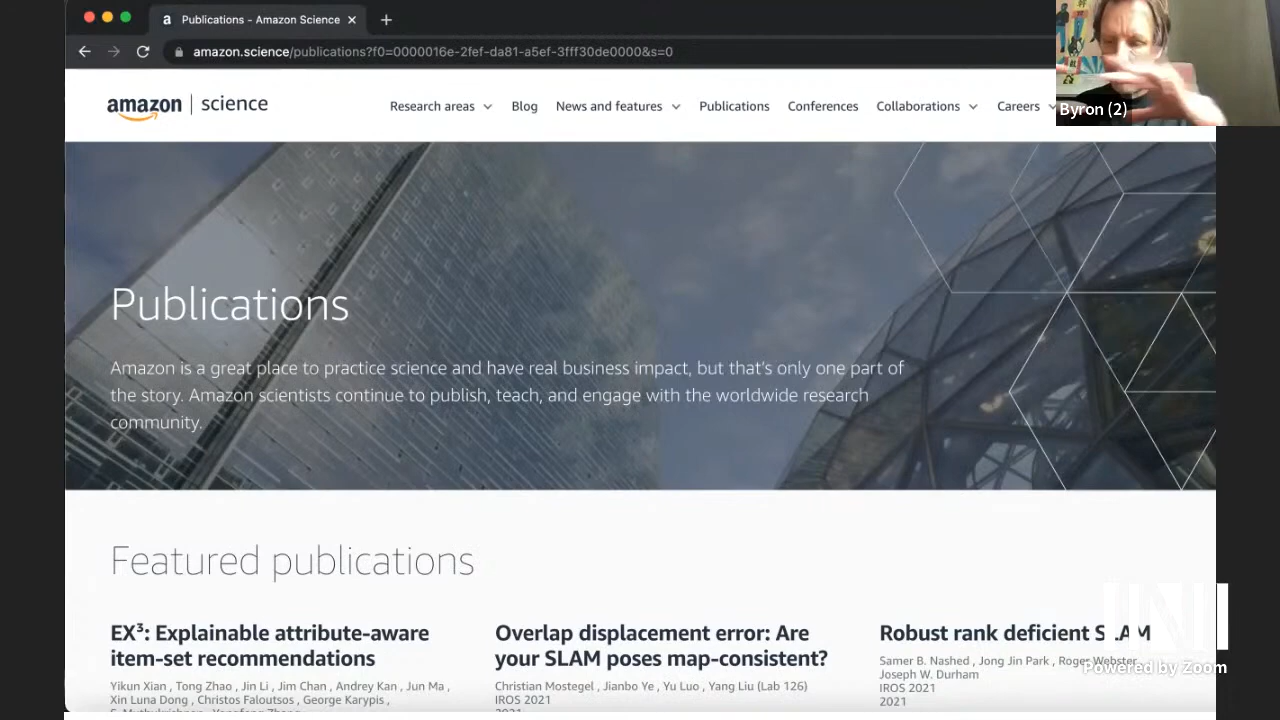 Publications - Amazon Science
amazon.science/publications?f0=0000016e-2fef-da81-a5ef-3fff30de0000&s=0
Byron (2)
amazon | science
Research areas
Blog
News and features
Publications
Conferences
Collaborations
Careers
Publications
Amazon is a great place to practice science and have real business impact, but that's only one part of
the story. Amazon scientists continue to publish, teach, and engage with the worldwide research
community.
Featured publications
EX³: Explainable attribute-aware
item-set recommendations
Yikun Xian , Tong Zhao , Jin Li , Jim Chan , Andrey Kan , Jun Ma ,
Xin Luna Dong , Christos Faloutsos , George Karypis ,
Overlap displacement error: Are
your SLAM poses map-consistent?
Christian Mostegel , Jianbo Ye , Yu Luo , Yang Liu (Lab 126)
IROS 2021
Robust rank deficient SLAM
Samer B. Nashed , Jong Jin Park , Roger Webster
Joseph W. Durham
IROS 2021
2021
Powered by Zoom